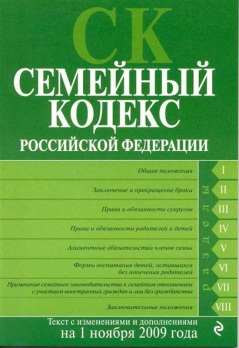 СК
СЕМЕЙНЫЙ
КОДЕКС
РОССИЙСКОЙ ФЕДЕРАЦИИ
Общие положения I
Заключение и прекращение брака II
Права и обязанности супругов III
Права и обязанности родителей и детей IV
Алиментные обязательства членов семьи V
Формы воспитания детей, оставшихся
без попечения родителей VI
Применение семейного законодательства к семейным отношениям
с участием иностранных граждан и лиц без гражданства VII
Заключительные положения VIII
разделы
Текст с изменениями и дополнениями
на 1 ноября 2009 года